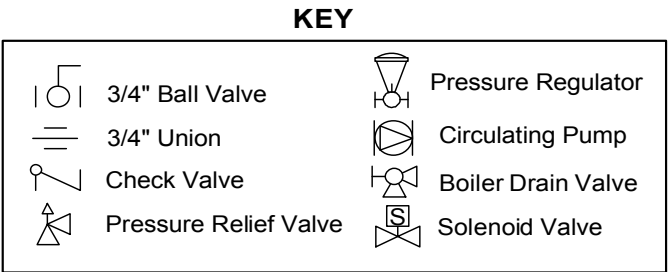 KEY
3/4" Ball Valve
3/4" Union
Check Valve
Pressure Relief Valve
Pressure Regulator
Circulating Pump
Boiler Drain Valve
S
Solenoid Valve